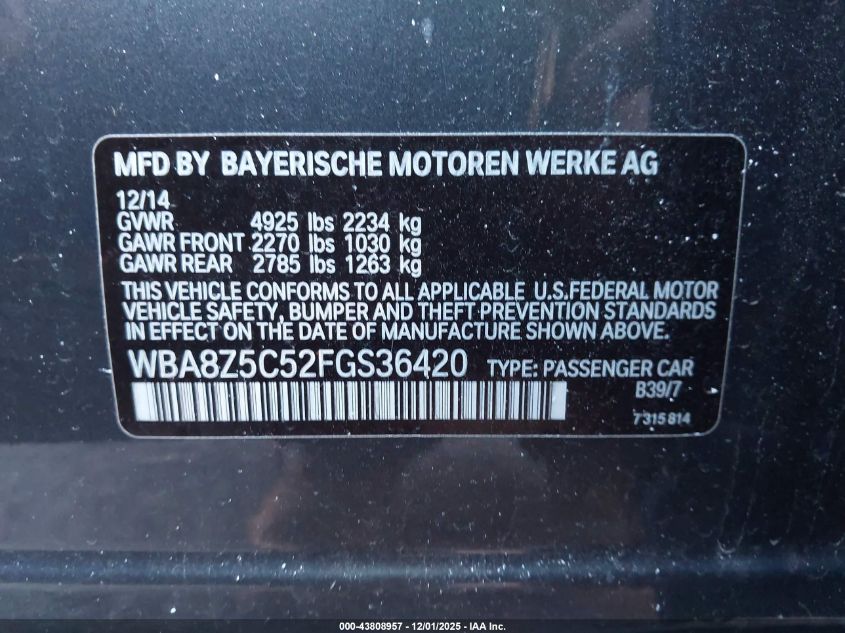 MFD BY BAYERISCHE MOTOREN WERKE AG
12/14
GVWR 4925 lbs 2234 kg
GAWR FRONT 2270 lbs 1030 kg
GAWR REAR 2785 lbs 1263 kg
THIS VEHICLE CONFORMS TO ALL APPLICABLE U.S.FEDERAL MOTOR
VEHICLE SAFETY, BUMPER AND THEFT PREVENTION STANDARDS
IN EFFECT ON THE DATE OF MANUFACTURE SHOWN ABOVE.
WBA8Z5C52FGS36420 TYPE: PASSENGER CAR
B39/7
7315814
000-43808957 - 12/01/2025 - IAA Inc.